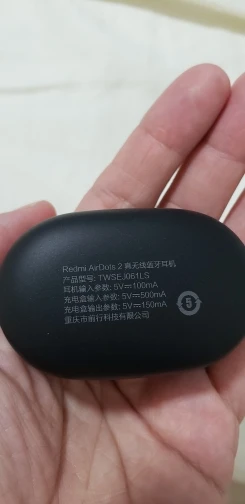 Redmi AirDots 2 真无线蓝牙耳机
产品型号: TWSEJ061LS
耳机输入参数: 5V⎓100mA
充电盒输入参数: 5V⎓500mA
充电盒输出参数: 5V⎓150mA
重庆市前行科技有限公司
5